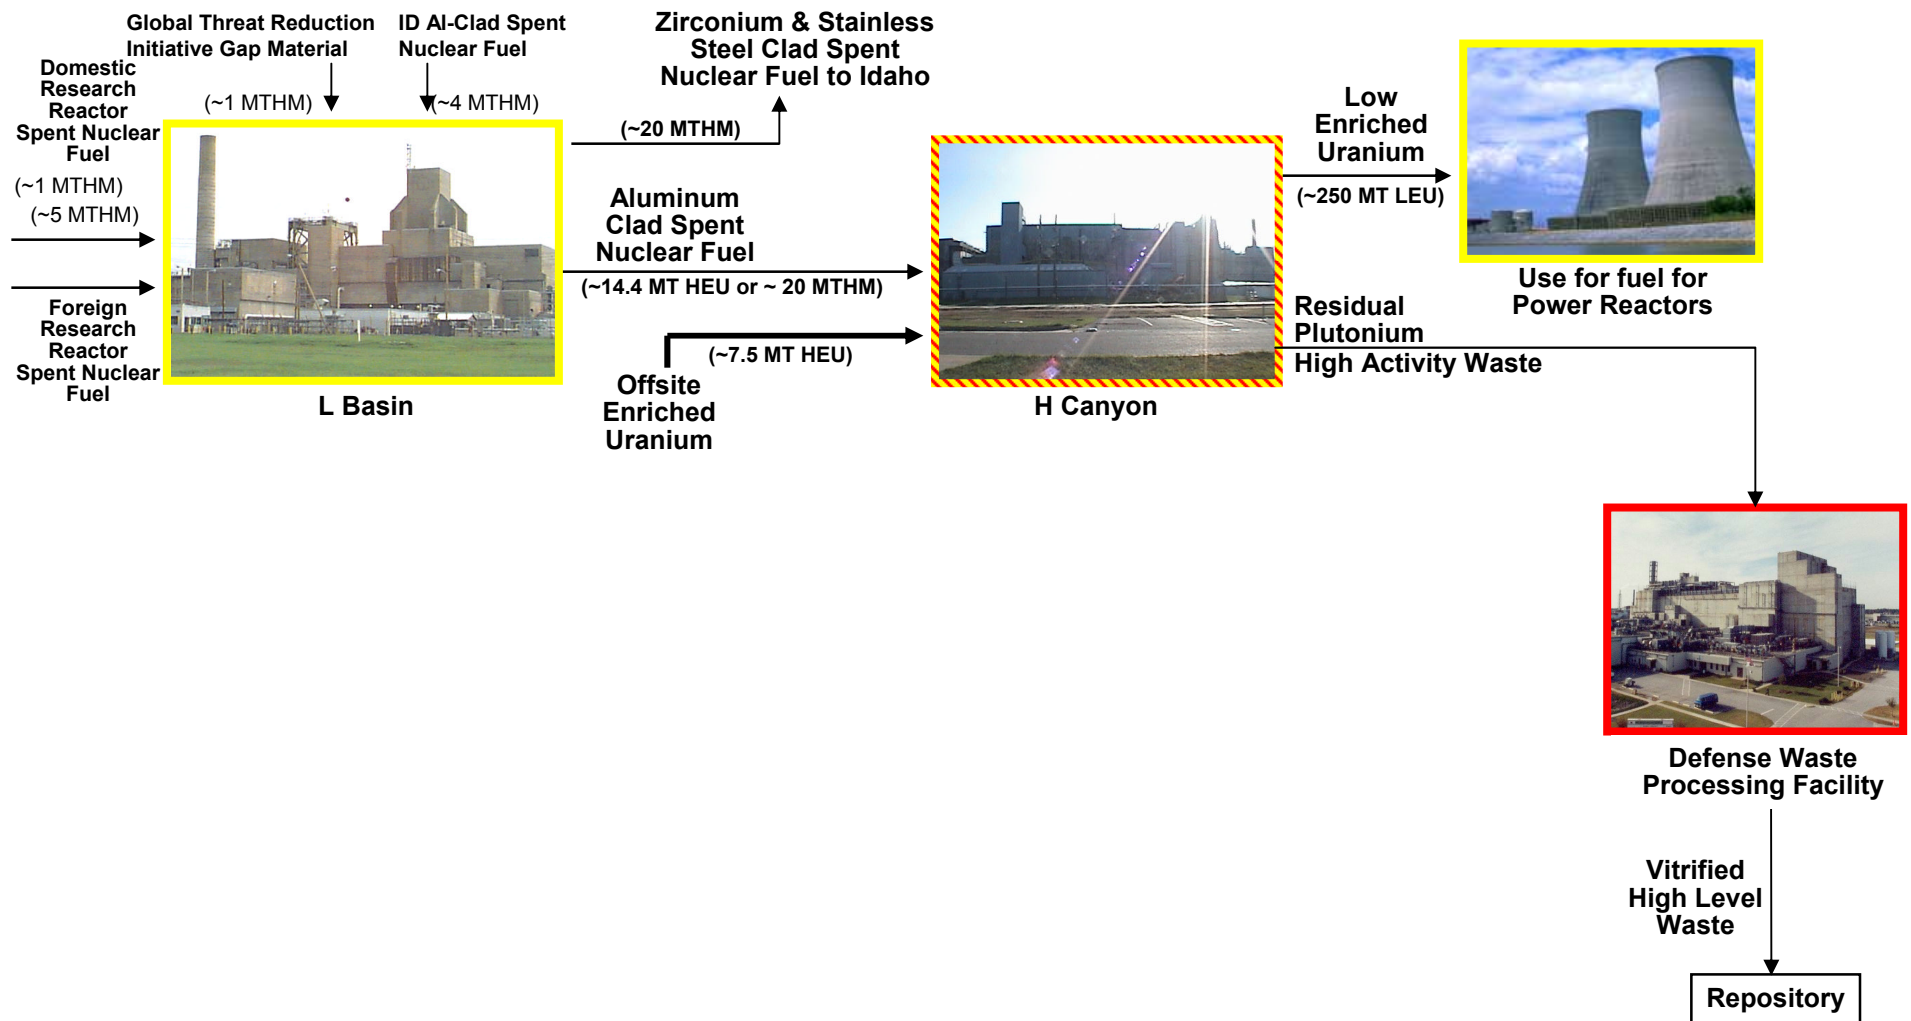 Global Threat Reduction
Initiative Gap Material
ID Al-Clad Spent
Nuclear Fuel
Zirconium & Stainless
Steel Clad Spent
Nuclear Fuel to Idaho
Domestic
Research
Reactor
Spent Nuclear
Fuel
(~1 MTHM)
(~4 MTHM)
(~20 MTHM)
(~1 MTHM)
(~5 MTHM)
Foreign
Research
Reactor
Spent Nuclear
Fuel
L Basin
Aluminum
Clad Spent
Nuclear Fuel
(~14.4 MT HEU or ~ 20 MTHM)
(~7.5 MT HEU)
Offsite
Enriched
Uranium
H Canyon
Low
Enriched
Uranium
(~250 MT LEU)
Use for fuel for
Power Reactors
Residual
Plutonium
High Activity Waste
Defense Waste
Processing Facility
Vitrified
High Level
Waste
Repository